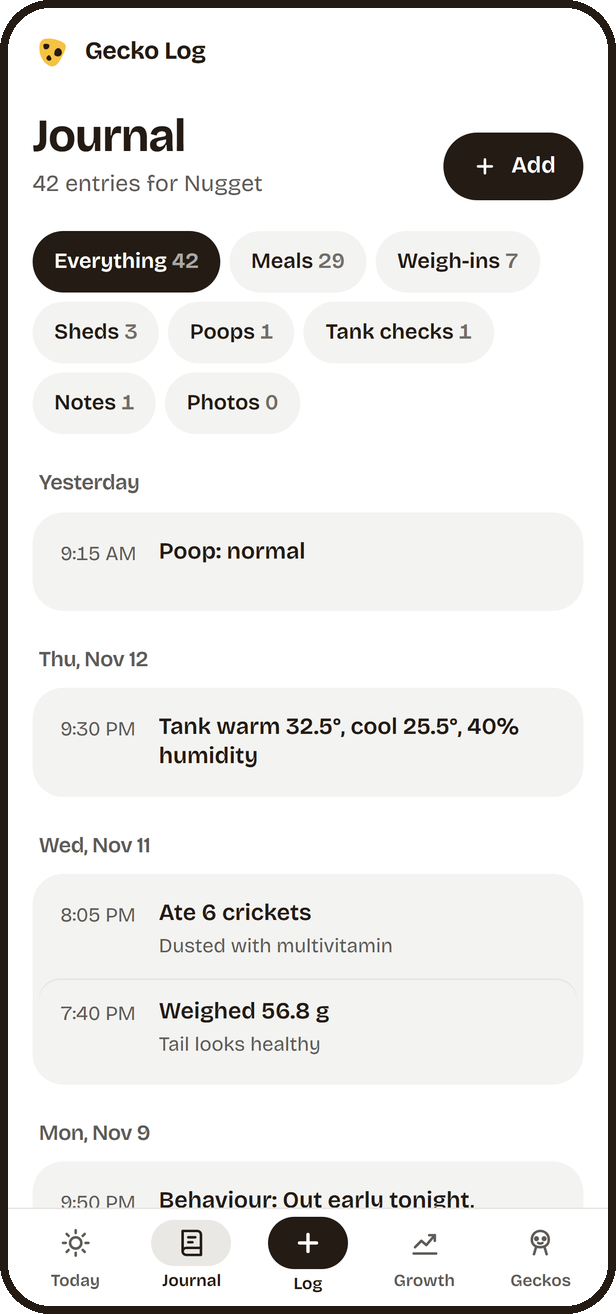 Gecko Log
Journal
42 entries for Nugget
+ Add
Everything 42
Meals 29
Weigh-ins 7
Sheds 3
Poops 1
Tank checks 1
Notes 1
Photos 0
Yesterday
9:15 AM
Poop: normal
Thu, Nov 12
9:30 PM
Tank warm 32.5°, cool 25.5°, 40%
humidity
Wed, Nov 11
8:05 PM
Ate 6 crickets
Dusted with multivitamin
7:40 PM
Weighed 56.8 g
Tail looks healthy
Mon, Nov 9
9:50 PM
Behaviour: Out early tonight.
Today
Journal
Log
Growth
Geckos